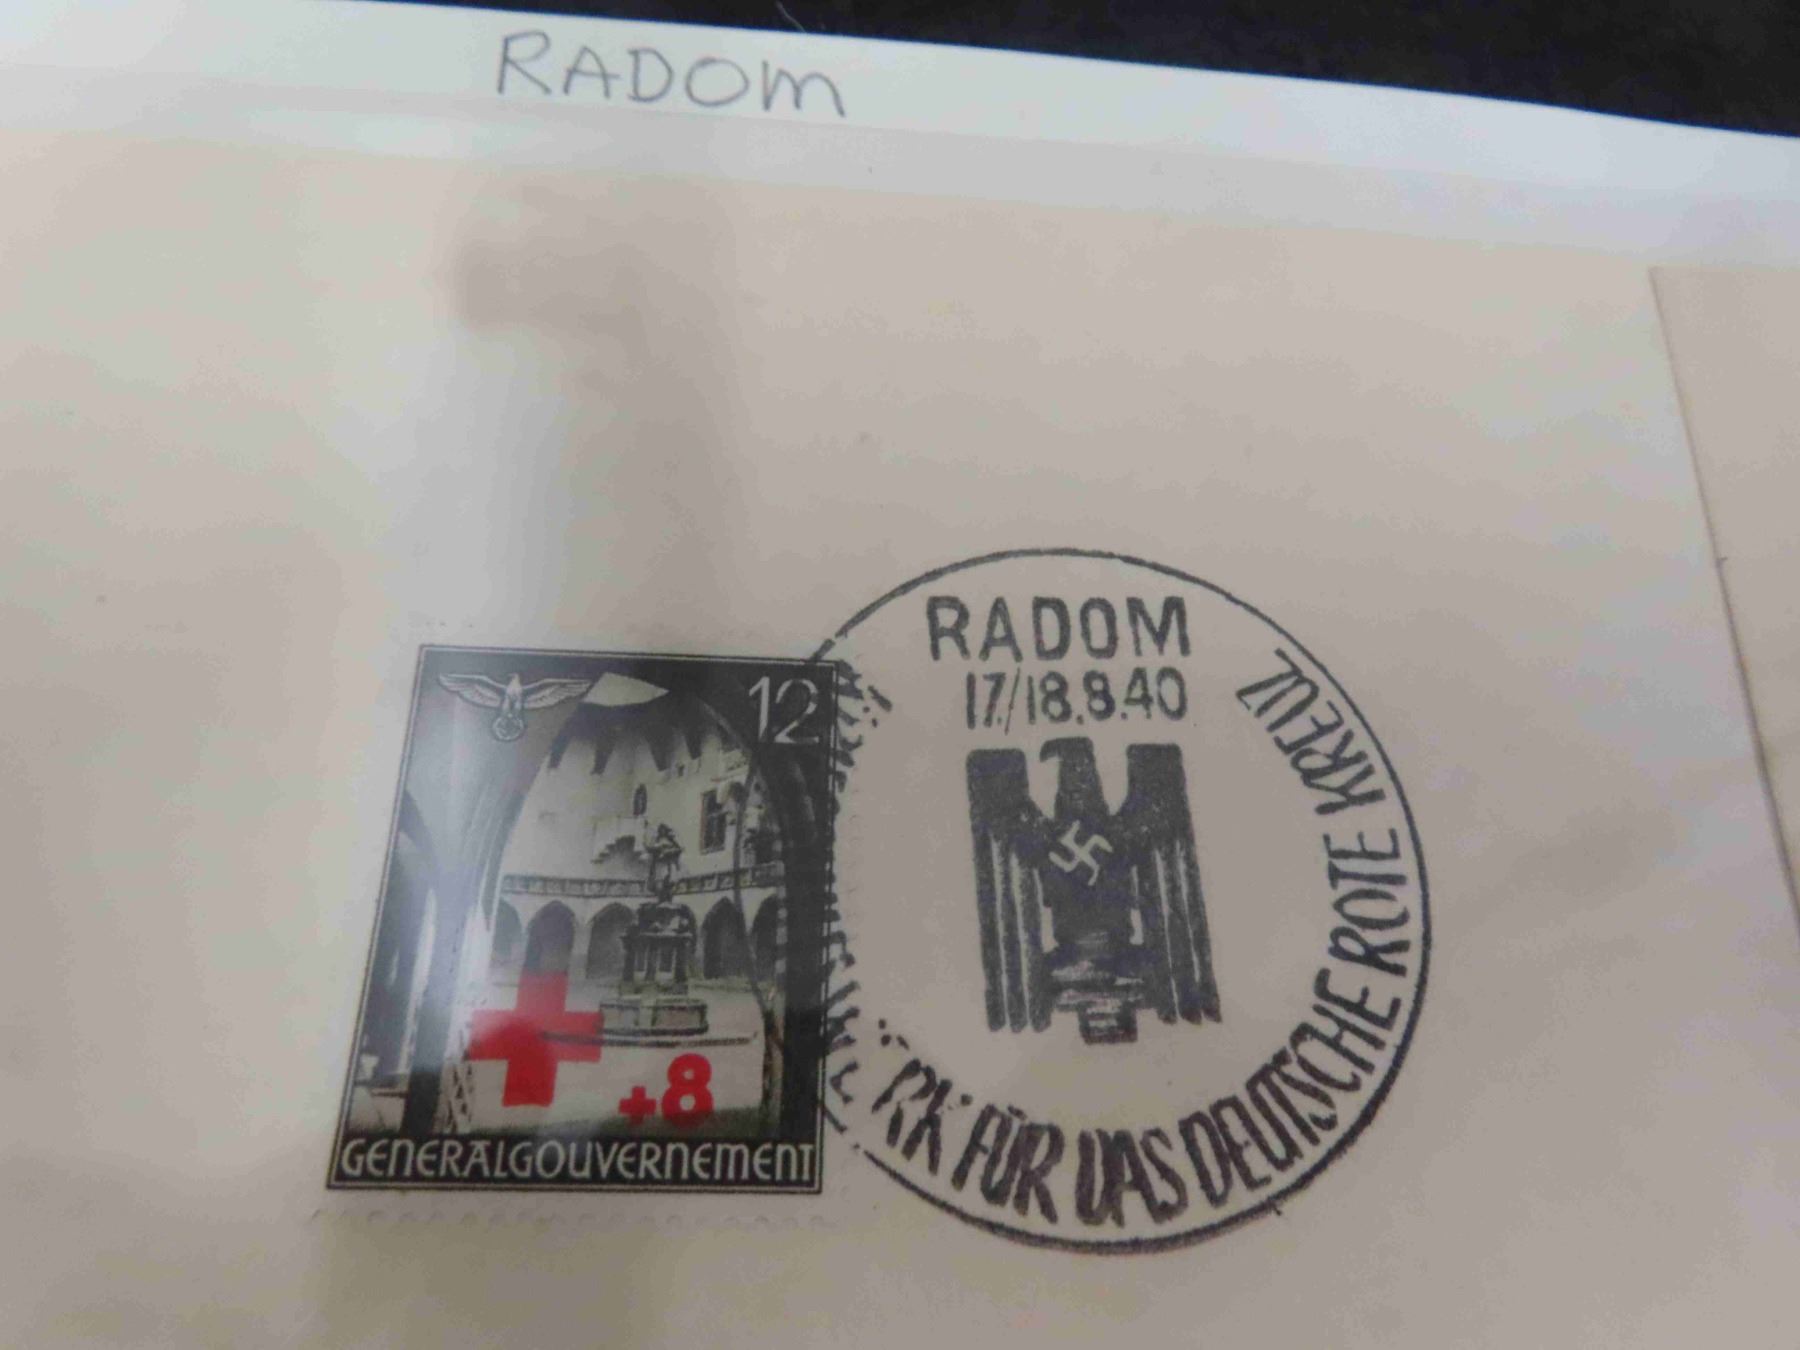 RADOM
12
+8
GENERALGOUVERNEMENT
RADOM
17./18.8.40
FÜR DAS DEUTSCHE ROTE KREUZ